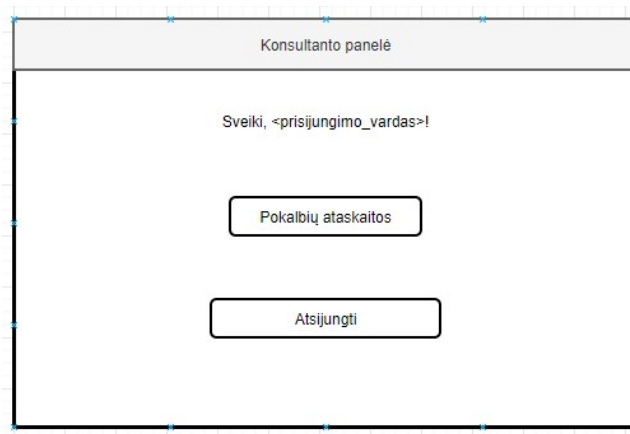 Konsultanto panelė
Sveiki, <prisijungimo_vardas>!
Pokalbių ataskaitos
Atsijungti